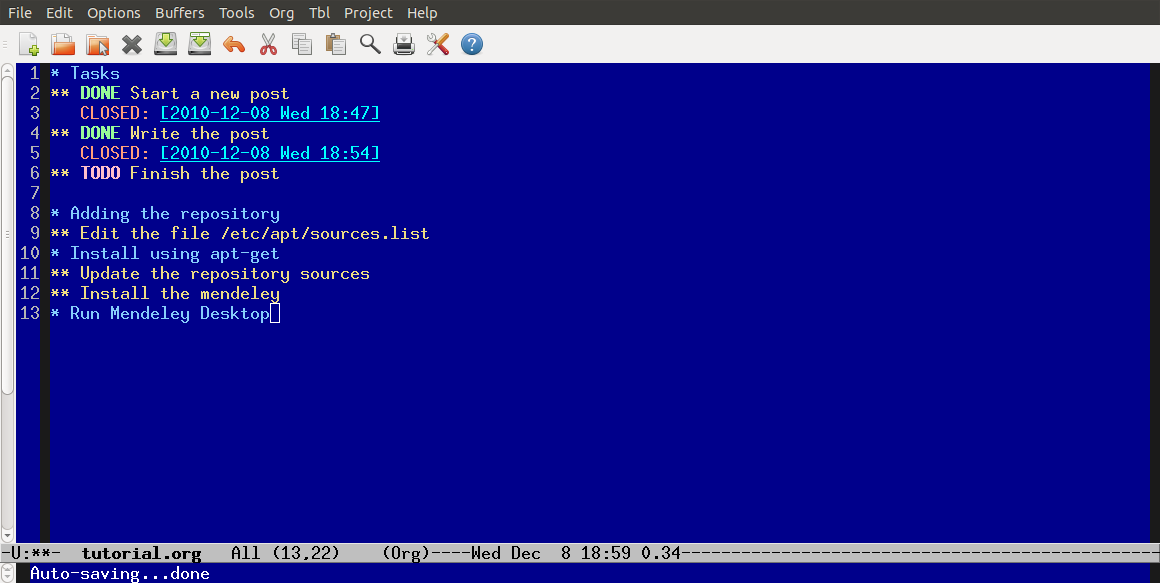 File Edit Options Buffers Tools Org Tbl Project Help
1 * Tasks
2 ** DONE Start a new post
3    CLOSED: [2010-12-08 Wed 18:47]
4 ** DONE Write the post
5    CLOSED: [2010-12-08 Wed 18:54]
6 ** TODO Finish the post
7
8 * Adding the repository
9 ** Edit the file /etc/apt/sources.list
10 * Install using apt-get
11 ** Update the repository sources
12 ** Install the mendeley
13 * Run Mendeley Desktop
-U:**-  tutorial.org   All (13,22)    (Org)----Wed Dec  8 18:59 0.34------------------------------------------------
Auto-saving...done